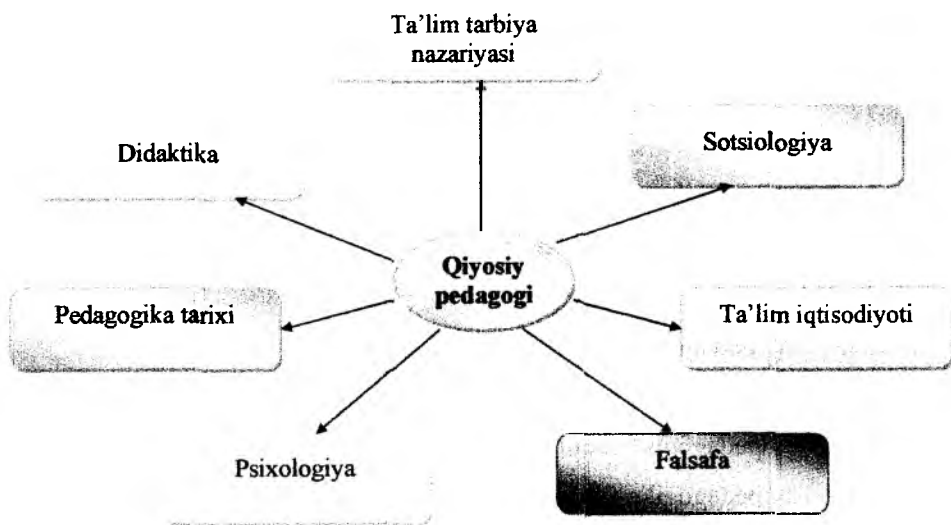 Ta'lim tarbiya
nazariyasi
Didaktika
Sotsiologiya
Qiyosiy
pedagogi
Pedagogika tarixi
Ta'lim iqtisodiyoti
Psixologiya
Falsafa